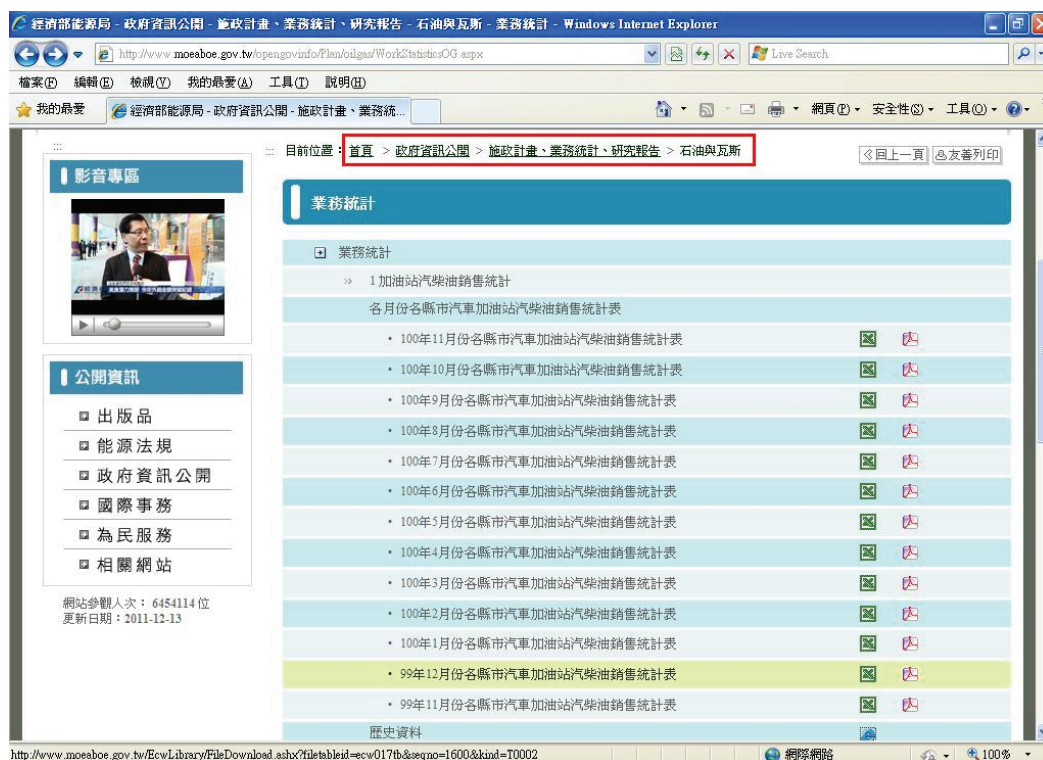 經濟部能源局 - 政府資訊公開 - 施政計畫、業務統計、研究報告 - 石油與瓦斯 - 業務統計 - Windows Internet Explorer
http://www.moeaboe.gov.tw/opengovinfo/Plan/oilgas/WorkStatisticsOG.aspx
Live Search
檔案(F) 編輯(E) 檢視(V) 我的最愛(A) 工具(T) 說明(H)
我的最愛 經濟部能源局 - 政府資訊公開 - 施政計畫、業務統... 網頁(P) 安全性(S) 工具(O)
::: 
::: 目前位置：首頁 > 政府資訊公開 > 施政計畫、業務統計、研究報告 > 石油與瓦斯
回上一頁 友善列印
影音專區
業務統計
業務統計
» 1 加油站汽柴油銷售統計
各月份各縣市汽車加油站汽柴油銷售統計表
• 100年11月份各縣市汽車加油站汽柴油銷售統計表
• 100年10月份各縣市汽車加油站汽柴油銷售統計表
• 100年9月份各縣市汽車加油站汽柴油銷售統計表
• 100年8月份各縣市汽車加油站汽柴油銷售統計表
• 100年7月份各縣市汽車加油站汽柴油銷售統計表
• 100年6月份各縣市汽車加油站汽柴油銷售統計表
• 100年5月份各縣市汽車加油站汽柴油銷售統計表
• 100年4月份各縣市汽車加油站汽柴油銷售統計表
• 100年3月份各縣市汽車加油站汽柴油銷售統計表
• 100年2月份各縣市汽車加油站汽柴油銷售統計表
• 100年1月份各縣市汽車加油站汽柴油銷售統計表
• 99年12月份各縣市汽車加油站汽柴油銷售統計表
• 99年11月份各縣市汽車加油站汽柴油銷售統計表
歷史資料
公開資訊
出版品
能源法規
政府資訊公開
國際事務
為民服務
相關網站
網站參觀人次： 6454114 位
更新日期：2011-12-13
http://www.moeaboe.gov.tw/EcwLibrary/FileDownload.ashx?filetableid=ecw017tb&seqno=1600&kind=T0002
網際網路
100%